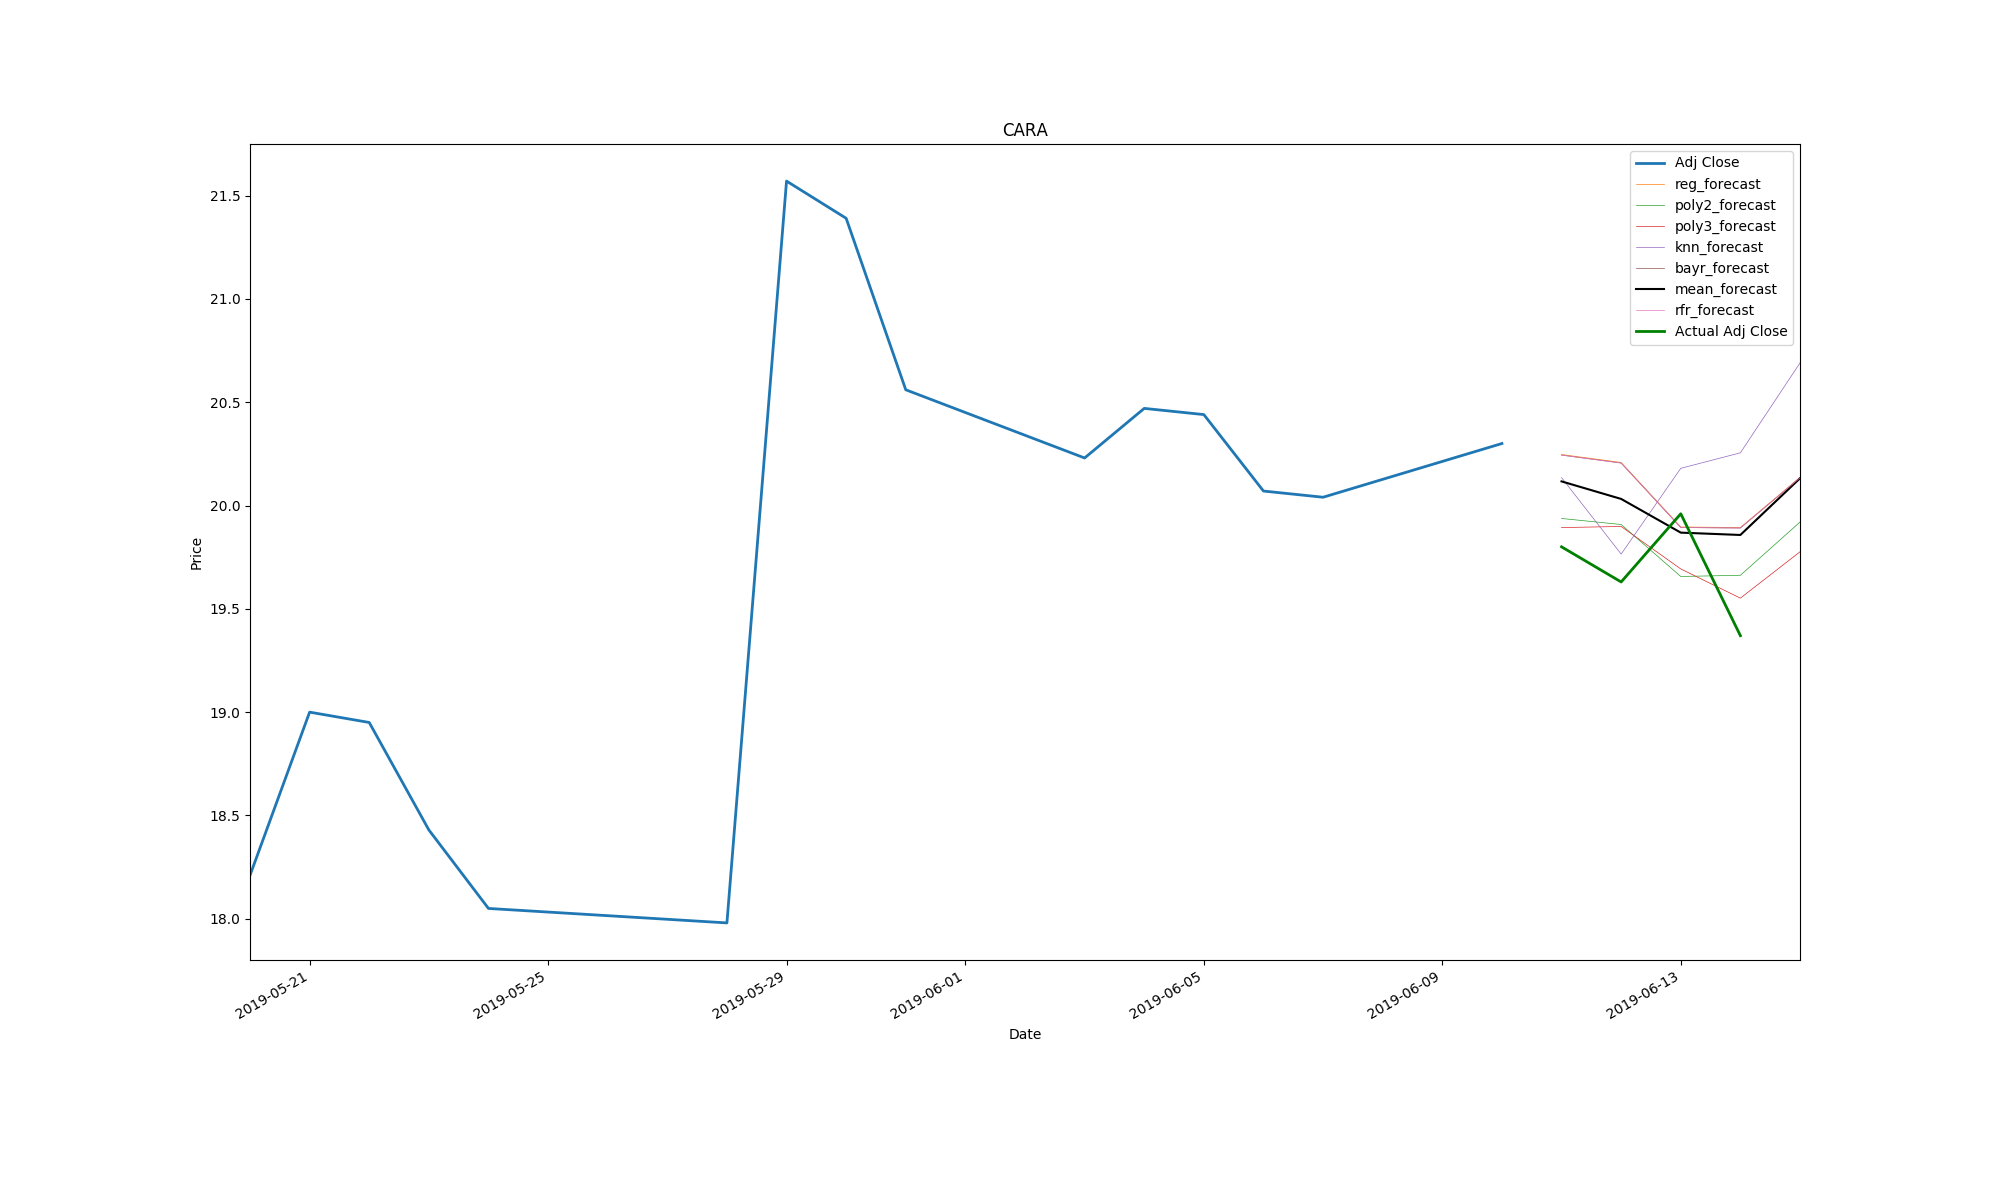 CARA
Adj Close
reg_forecast
poly2_forecast
poly3_forecast
knn_forecast
bayr_forecast
mean_forecast
rfr_forecast
Actual Adj Close
21.5
21.0
20.5
20.0
19.5
19.0
18.5
18.0
Price
2019-05-21
2019-05-25
2019-05-29
2019-06-01
2019-06-05
2019-06-09
2019-06-13
Date